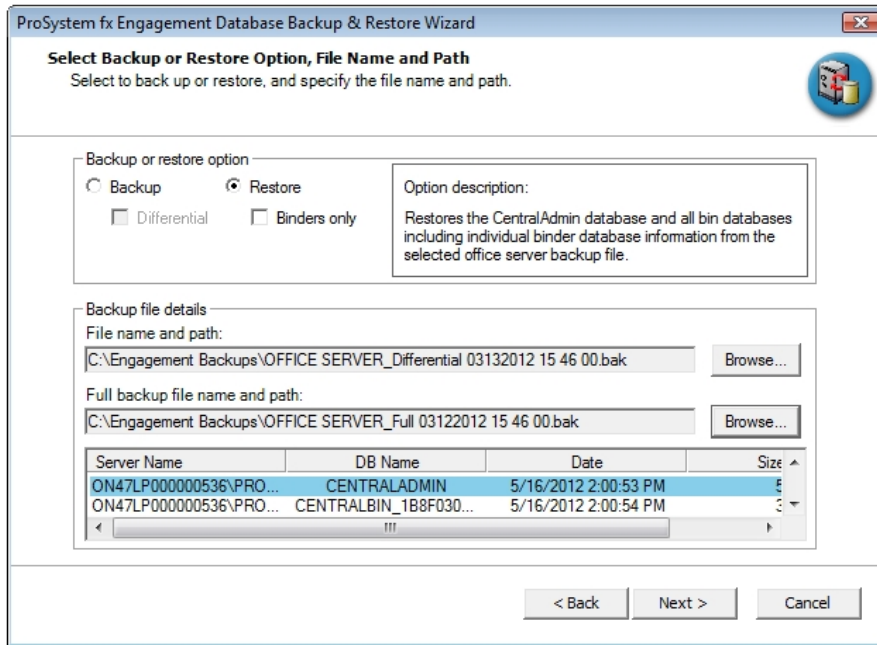 ProSystem fx Engagement Database Backup & Restore Wizard
Select Backup or Restore Option, File Name and Path
Select to back up or restore, and specify the file name and path.
Backup or restore option
Backup Restore
Differential Binders only
Option description:
Restores the CentralAdmin database and all bin databases
including individual binder database information from the
selected office server backup file.
Backup file details
File name and path:
C:\Engagement Backups\OFFICE SERVER_Differential 03132012 15 46 00.bak Browse...
Full backup file name and path:
C:\Engagement Backups\OFFICE SERVER_Full 03122012 15 46 00.bak Browse...
Server Name DB Name Date Size
ON47LP000000536\PRO... CENTRALADMIN 5/16/2012 2:00:53 PM
ON47LP000000536\PRO... CENTRALBIN_1B8F030... 5/16/2012 2:00:54 PM
< Back Next > Cancel